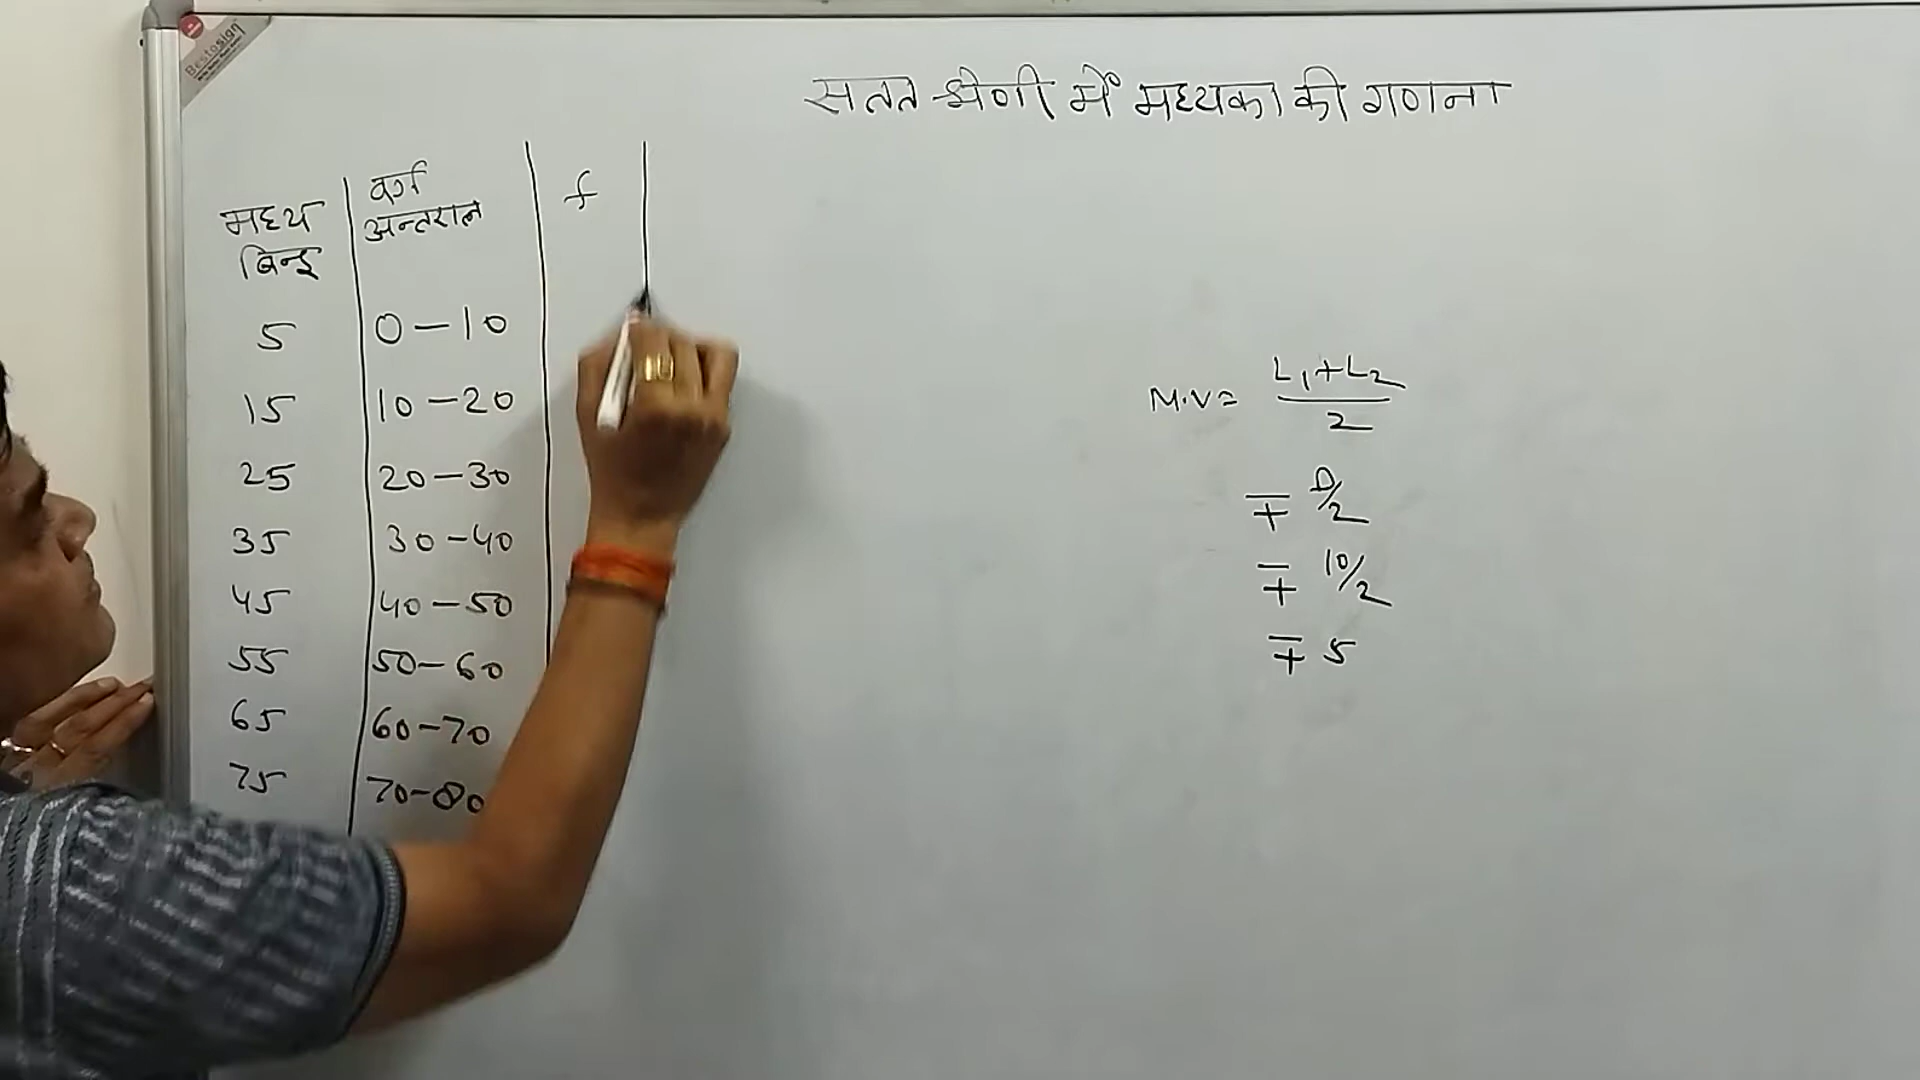 Bestosign
सतत श्रेणी में मध्यका की गणना
मध्य बिन्दु | वर्ग अन्तराल | f
5 | 0-10
15 | 10-20
25 | 20-30
35 | 30-40
45 | 40-50
55 | 50-60
65 | 60-70
75 | 70-80
M.V = L₁+L₂/2
∓ D/2
∓ 10/2
∓ 5